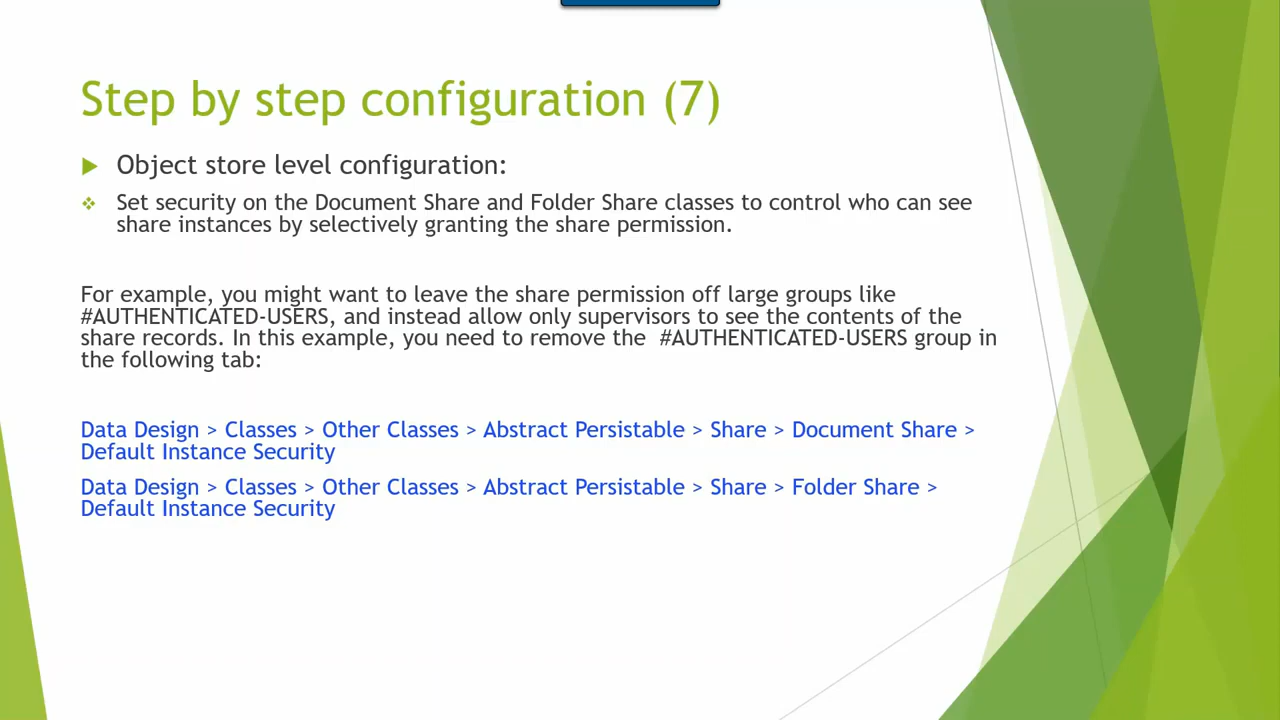 Step by step configuration (7)
Object store level configuration:
Set security on the Document Share and Folder Share classes to control who can see
share instances by selectively granting the share permission.
For example, you might want to leave the share permission off large groups like
#AUTHENTICATED-USERS, and instead allow only supervisors to see the contents of the
share records. In this example, you need to remove the  #AUTHENTICATED-USERS group in
the following tab:
Data Design > Classes > Other Classes > Abstract Persistable > Share > Document Share >
Default Instance Security
Data Design > Classes > Other Classes > Abstract Persistable > Share > Folder Share >
Default Instance Security